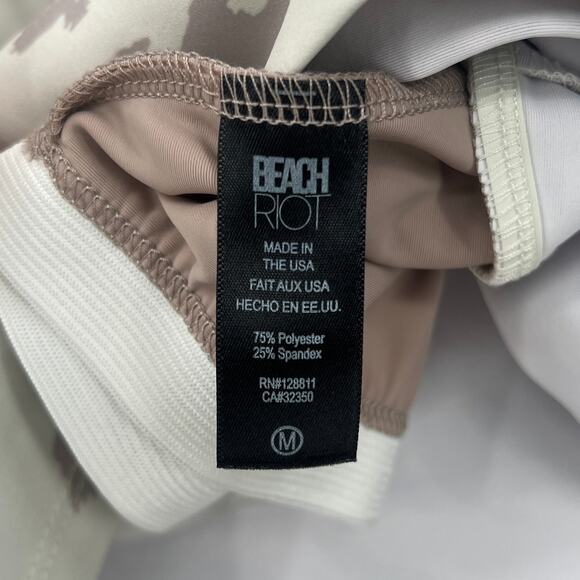 BEACH
RIOT
MADE IN
THE USA
FAIT AUX USA
HECHO EN EE.UU.
75% Polyester
25% Spandex
RN#128811
CA#32350
M